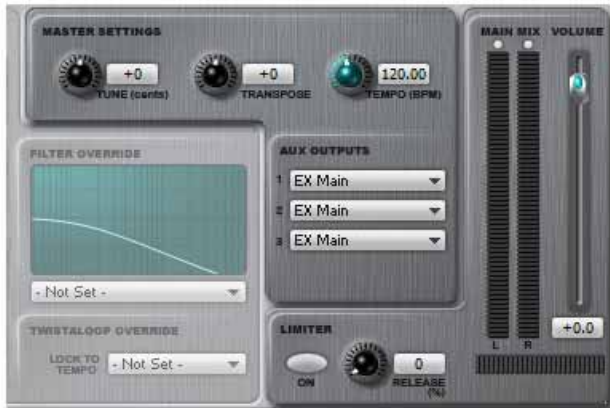 MASTER SETTINGS
+0
TUNE (cents)
+0
TRANSPOSE
120.00
TEMPO (BPM)
MAIN MIX
VOLUME
FILTER OVERRIDE
- Not Set -
AUX OUTPUTS
1 EX Main
2 EX Main
3 EX Main
TWISTALOOP OVERRIDE
LOCK TO
TEMPO
- Not Set -
LIMITER
ON
0
RELEASE
(%)
L R
+0.0